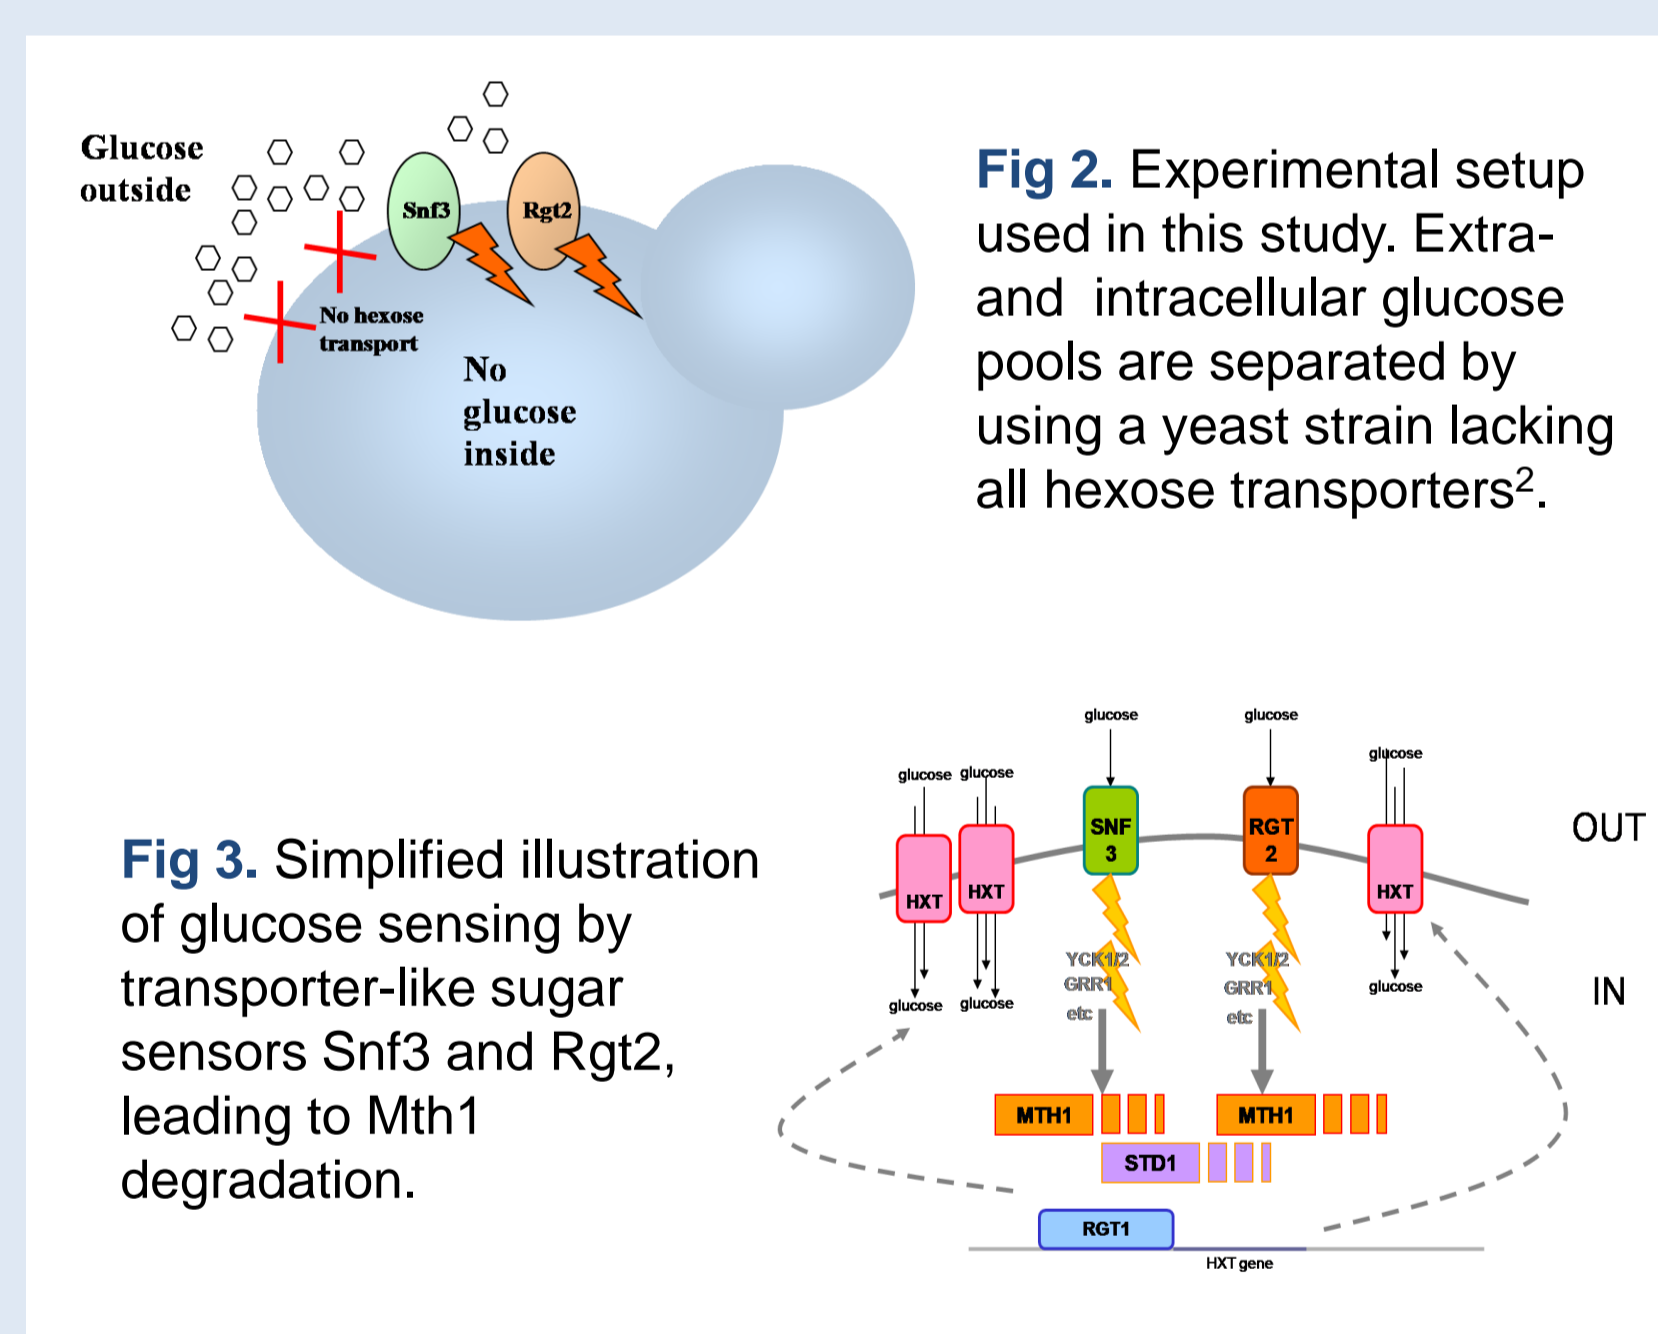 Glucose
outside
Snf3
Rgt2
No hexose
transport
No
glucose
inside
Fig 2. Experimental setup
used in this study. Extra-
and intracellular glucose
pools are separated by
using a yeast strain lacking
all hexose transporters².
Fig 3. Simplified illustration
of glucose sensing by
transporter-like sugar
sensors Snf3 and Rgt2,
leading to Mth1
degradation.
glucose
glucose
glucose
glucose
glucose
SNF
3
RGT
2
OUT
HXT
HXT
HXT
YCK1/2
GRR1
etc
YCK1/2
GRR1
etc
IN
glucose
glucose
glucose
MTH1
MTH1
STD1
RGT1
HXT gene